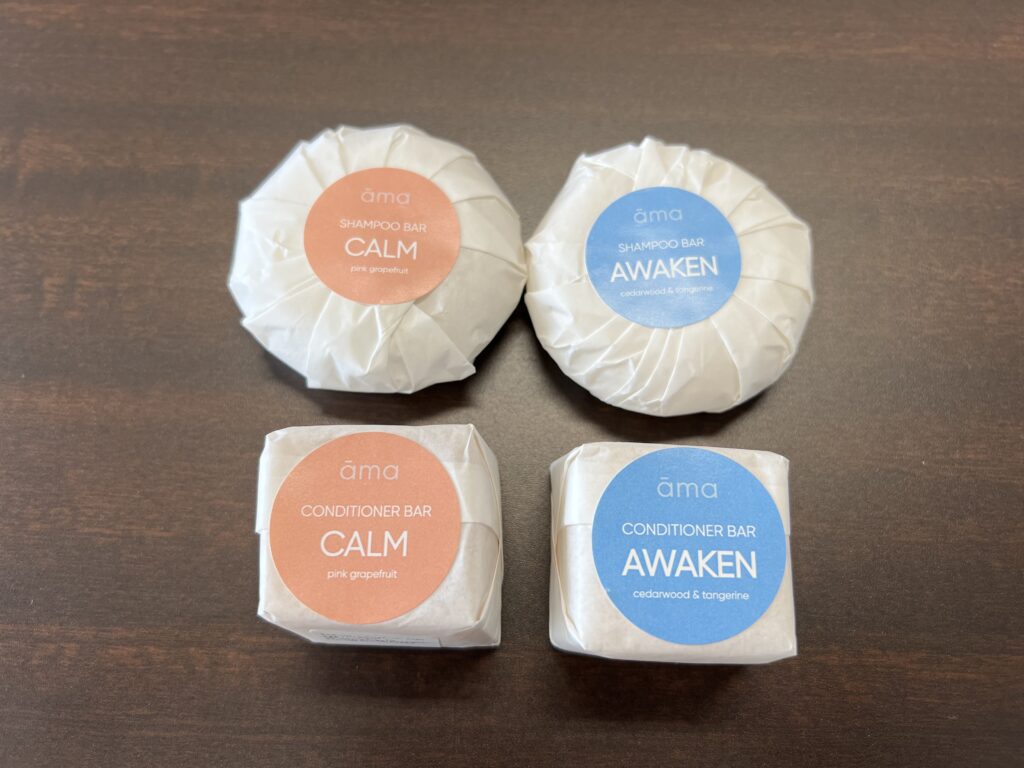 āma
SHAMPOO BAR
CALM
pink grapefruit
āma
SHAMPOO BAR
AWAKEN
cedarwood & tangerine
āma
CONDITIONER BAR
CALM
pink grapefruit
āma
CONDITIONER BAR
AWAKEN
cedarwood & tangerine